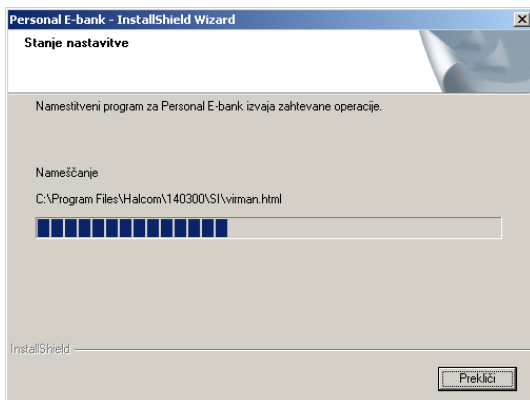 Personal E-bank - InstallShield Wizard
Stanje nastavitve
Namestitveni program za Personal E-bank izvaja zahtevane operacije.
Nameščanje
C:\Program Files\Halcom\140300\SI\virman.html
InstallShield
Prekliči